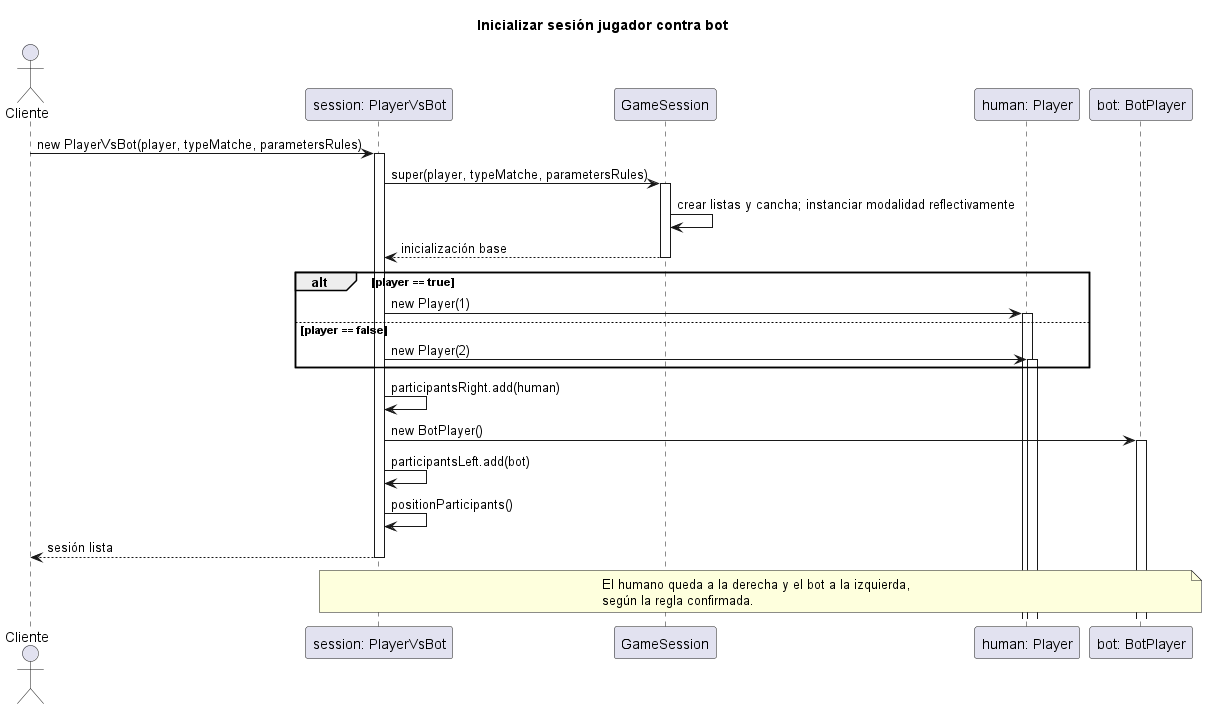 Inicializar sesión jugador contra bot
Cliente
session: PlayerVsBot
GameSession
human: Player
bot: BotPlayer
new PlayerVsBot(player, typeMatche, parametersRules)
super(player, typeMatche, parametersRules)
crear listas y cancha; instanciar modalidad reflectivamente
inicialización base
alt
[player == true]
new Player(1)
[player == false]
new Player(2)
participantsRight.add(human)
new BotPlayer()
participantsLeft.add(bot)
positionParticipants()
sesión lista
El humano queda a la derecha y el bot a la izquierda,
según la regla confirmada.
Cliente
session: PlayerVsBot
GameSession
human: Player
bot: BotPlayer